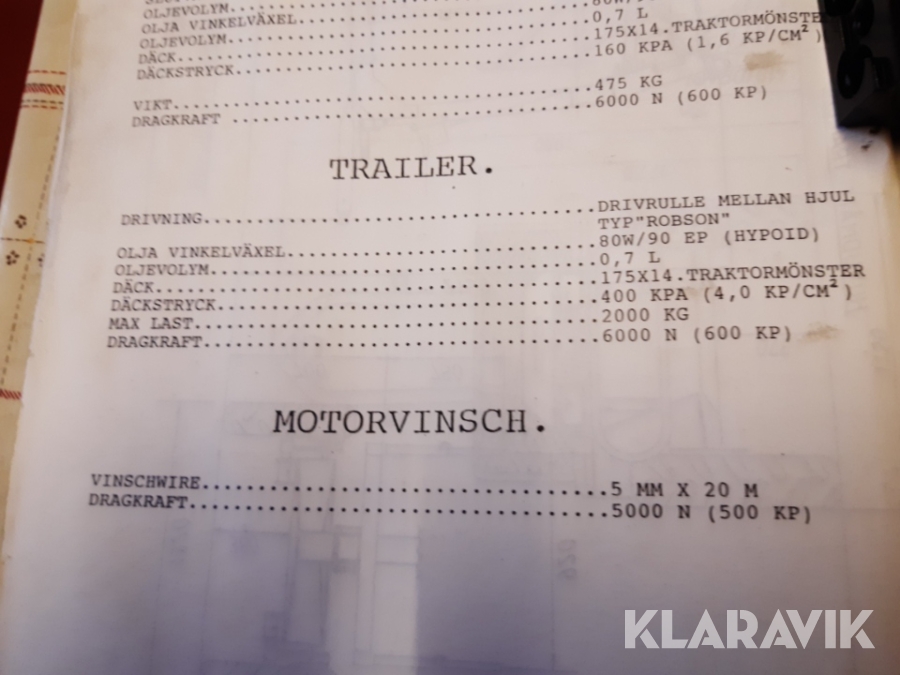 OLJEVOLYM
OLJA VINKELVÄXEL...0,7 L
OLJEVOLYM...175X14.TRAKTORMÖNSTER
DÄCK...160 KPA (1,6 KP/CM²)
DÄCKSTRYCK...
VIKT...475 KG
DRAGKRAFT...6000 N (600 KP)
TRAILER.
DRIVNING...DRIVRULLE MELLAN HJUL
TYP"ROBSON"
OLJA VINKELVÄXEL...80W/90 EP (HYPOID)
OLJEVOLYM...0,7 L
DÄCK...175X14.TRAKTORMÖNSTER
DÄCKSTRYCK...400 KPA (4,0 KP/CM²)
MAX LAST...2000 KG
DRAGKRAFT...6000 N (600 KP)
MOTORVINSCH.
VINSCHWIRE...5 MM X 20 M
DRAGKRAFT...5000 N (500 KP)
KLARAVIK